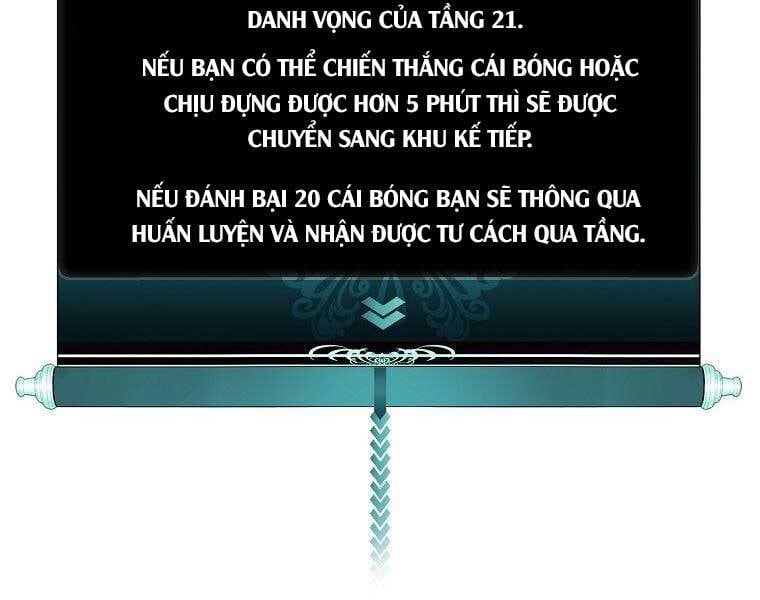 DANH VỌNG CỦA TẦNG 21.
NẾU BẠN CÓ THỂ CHIẾN THẮNG CÁI BÓNG HOẶC
CHỊU ĐỰNG ĐƯỢC HƠN 5 PHÚT THÌ SẼ ĐƯỢC
CHUYỂN SANG KHU KẾ TIẾP.
NẾU ĐÁNH BẠI 20 CÁI BÓNG BẠN SẼ THÔNG QUA
HUẤN LUYỆN VÀ NHẬN ĐƯỢC TƯ CÁCH QUA TẦNG.